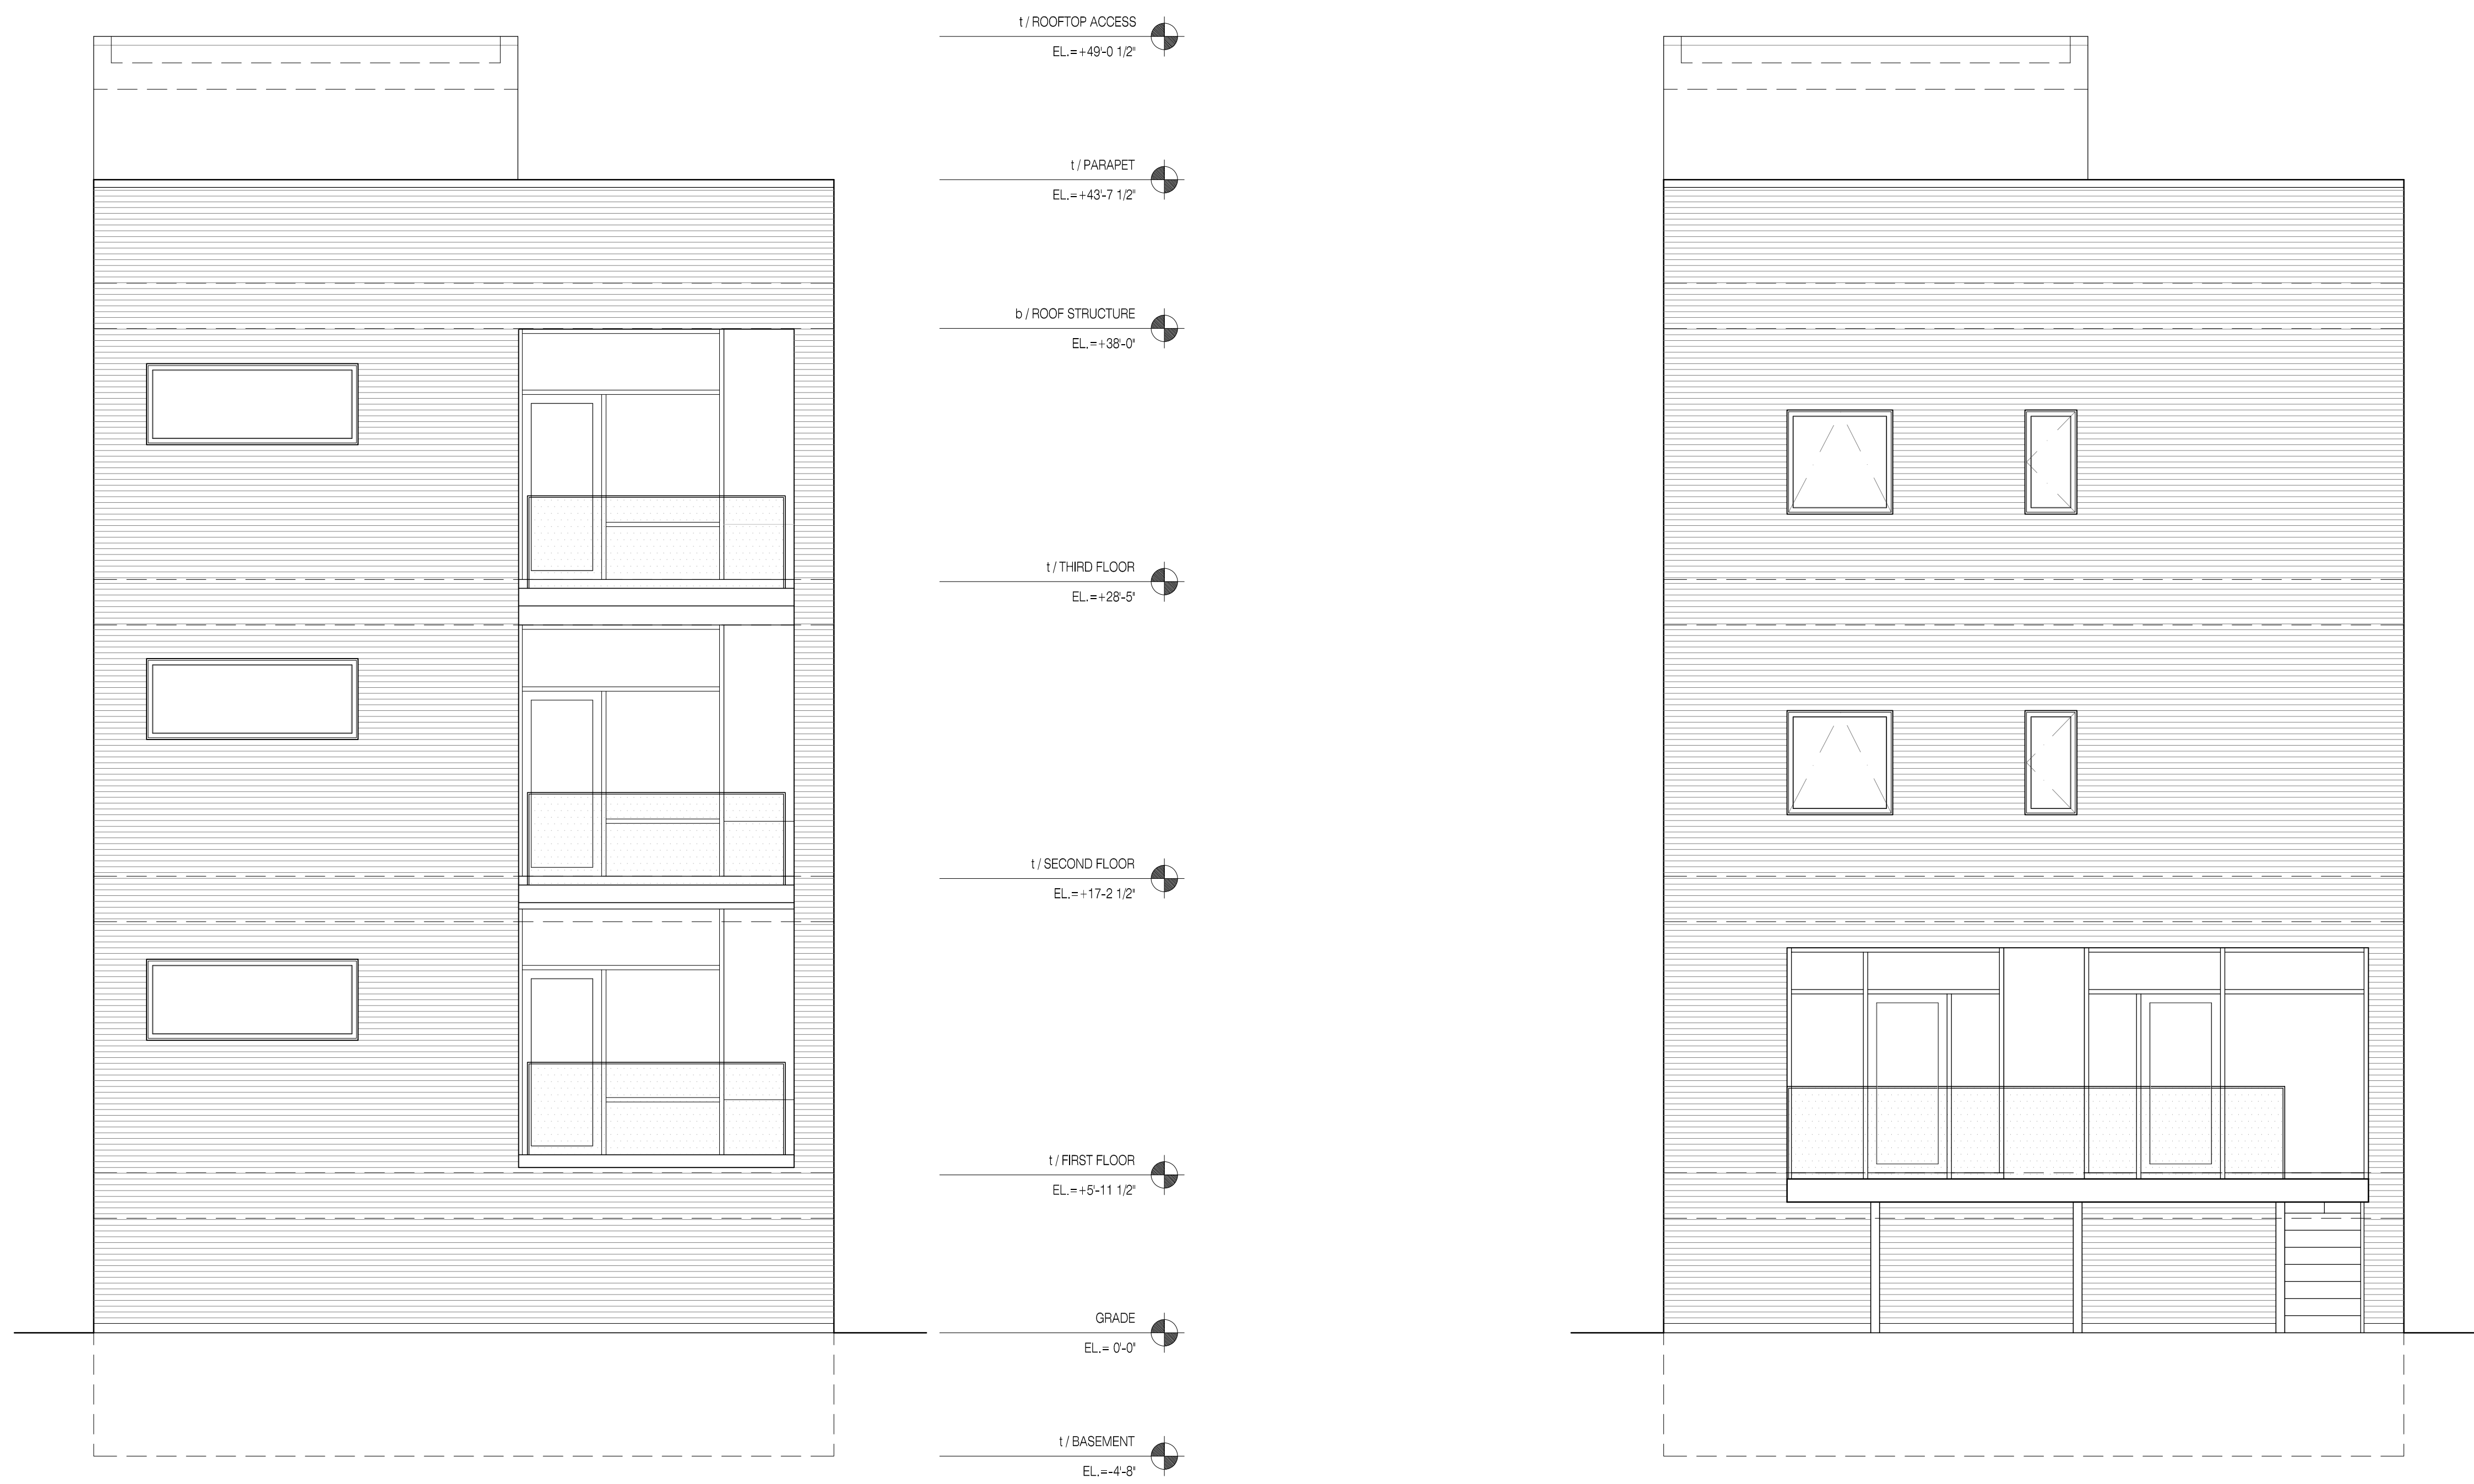 t / ROOFTOP ACCESS
EL.=+49'-0 1/2"
t / PARAPET
EL.=+43'-7 1/2"
b / ROOF STRUCTURE
EL.=+38'-0"
t / THIRD FLOOR
EL.=+28'-5"
t / SECOND FLOOR
EL.=+17-2 1/2"
t / FIRST FLOOR
EL.=+5'-11 1/2"
GRADE
EL.= 0'-0"
t / BASEMENT
EL.=-4'-8"